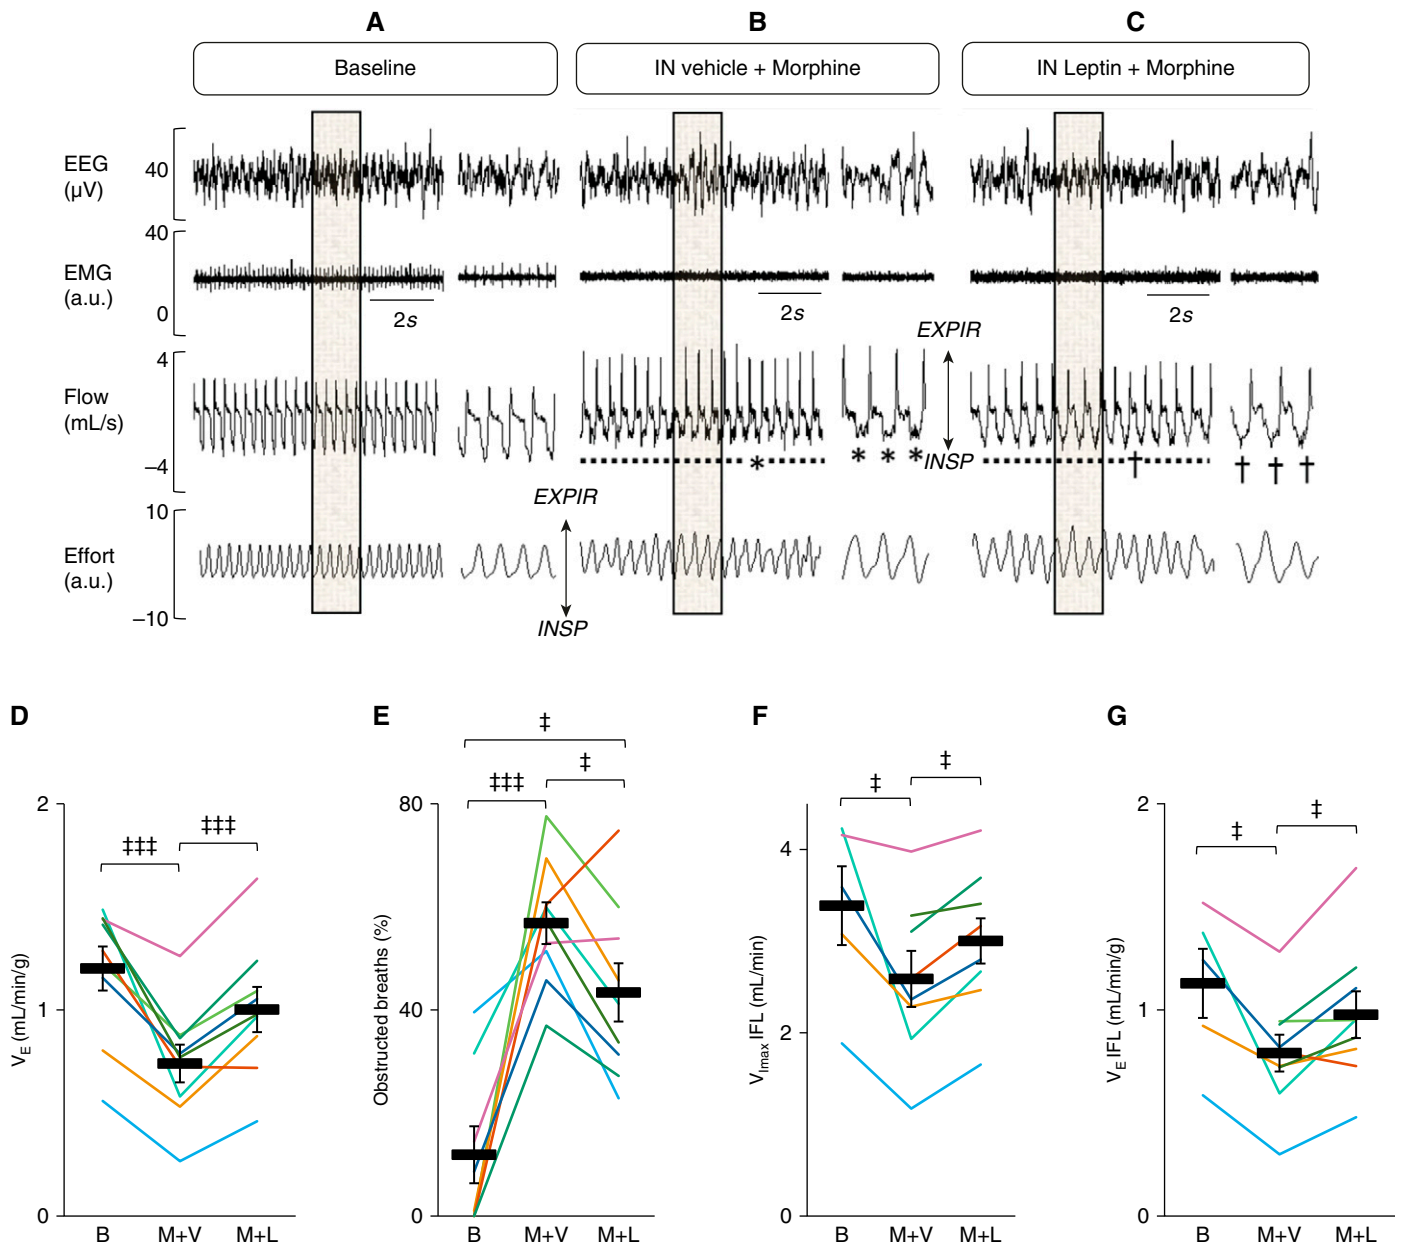 A
B
C
Baseline
IN vehicle + Morphine
IN Leptin + Morphine
EEG
(µV)
40
EMG
(a.u.)
40
0
2s
2s
2s
Flow
(mL/s)
4
–4
EXPIR
INSP
*
* * *
†
† † †
Effort
(a.u.)
10
–10
EXPIR
INSP
D
E
F
G
V_E (mL/min/g)
2
1
0
‡‡‡
‡‡‡
B M+V M+L
Obstructed breaths (%)
80
40
0
‡
‡‡‡
‡
B M+V M+L
V_Imax IFL (mL/min)
4
2
0
‡
‡
B M+V M+L
V_E IFL (mL/min/g)
2
1
0
‡
‡
B M+V M+L